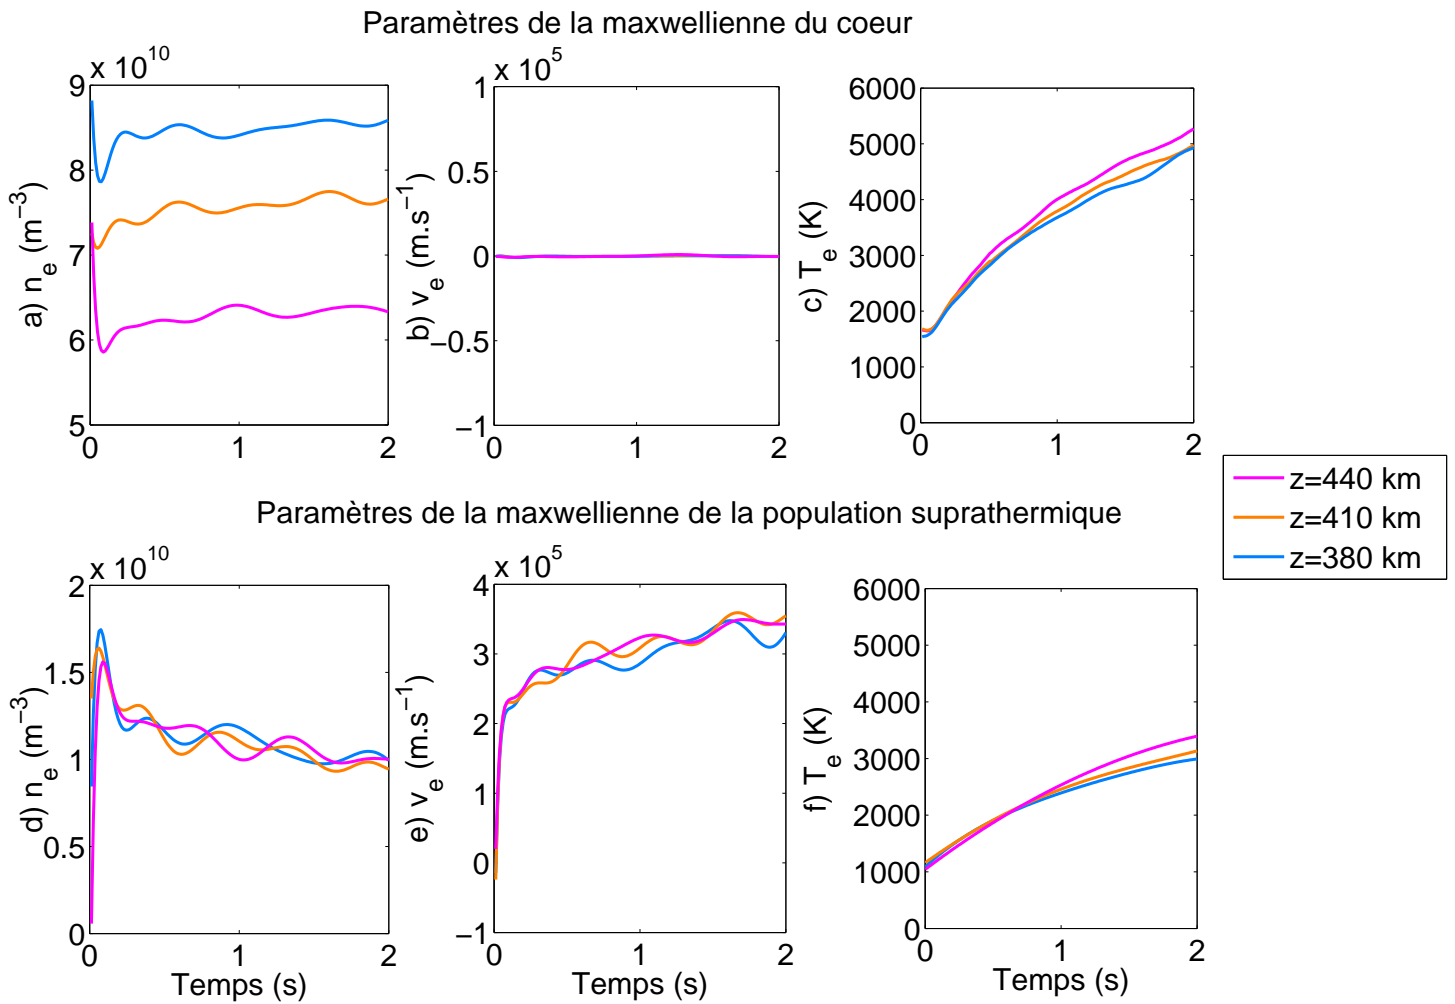 Paramètres de la maxwellienne du coeur
x 10^10
9
8
7
6
5
0 1 2
a) n_e (m^−3)
x 10^5
1
0.5
0
−0.5
−1
0 1 2
b) v_e (m.s^−1)
6000
5000
4000
3000
2000
1000
0
0 1 2
c) T_e (K)
z=440 km
z=410 km
z=380 km
Paramètres de la maxwellienne de la population suprathermique
x 10^10
2
1.5
1
0.5
0
0 1 2
d) n_e (m^−3)
Temps (s)
x 10^5
4
3
2
1
0
−1
0 1 2
e) v_e (m.s^−1)
Temps (s)
6000
5000
4000
3000
2000
1000
0
0 1 2
f) T_e (K)
Temps (s)